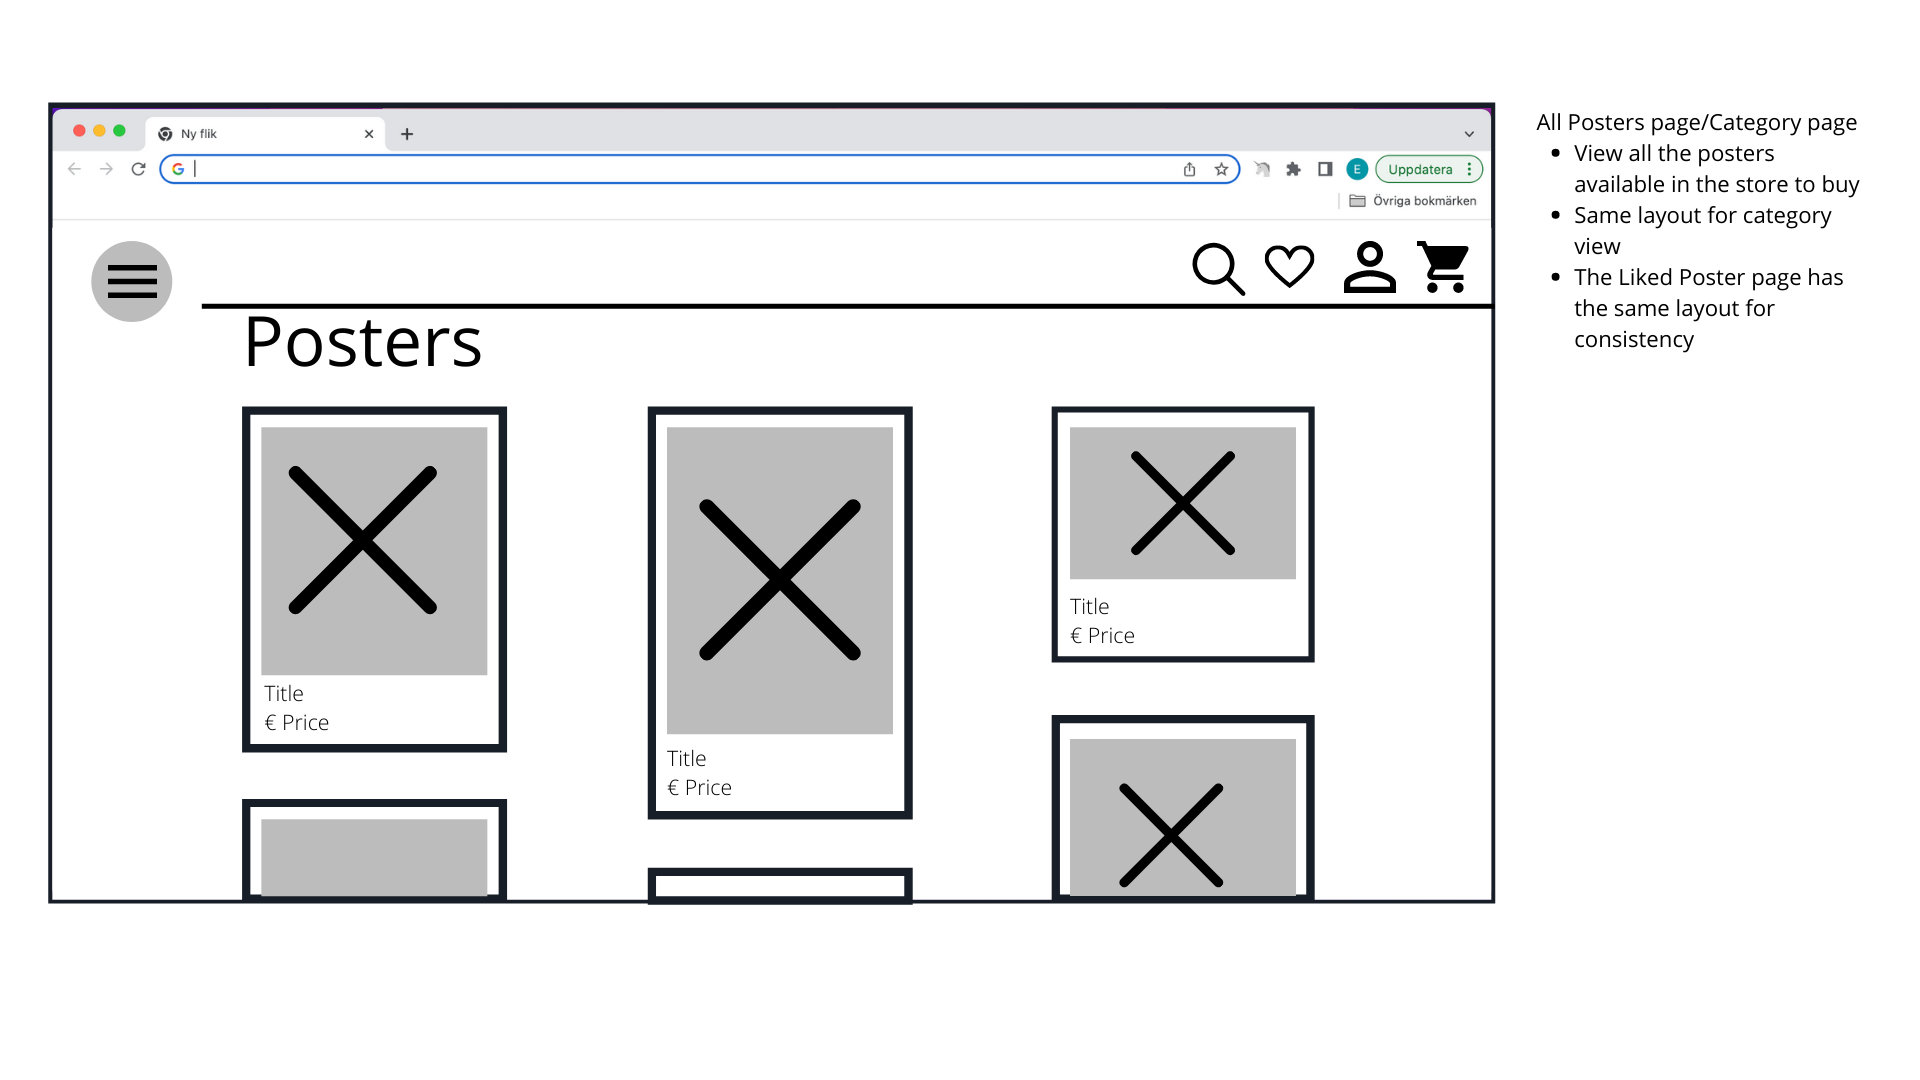 Ny flik
Uppdatera
E
Övriga bokmärken
Posters
Title
€ Price
Title
€ Price
Title
€ Price
All Posters page/Category page
• View all the posters
available in the store to buy
• Same layout for category
view
• The Liked Poster page has
the same layout for
consistency